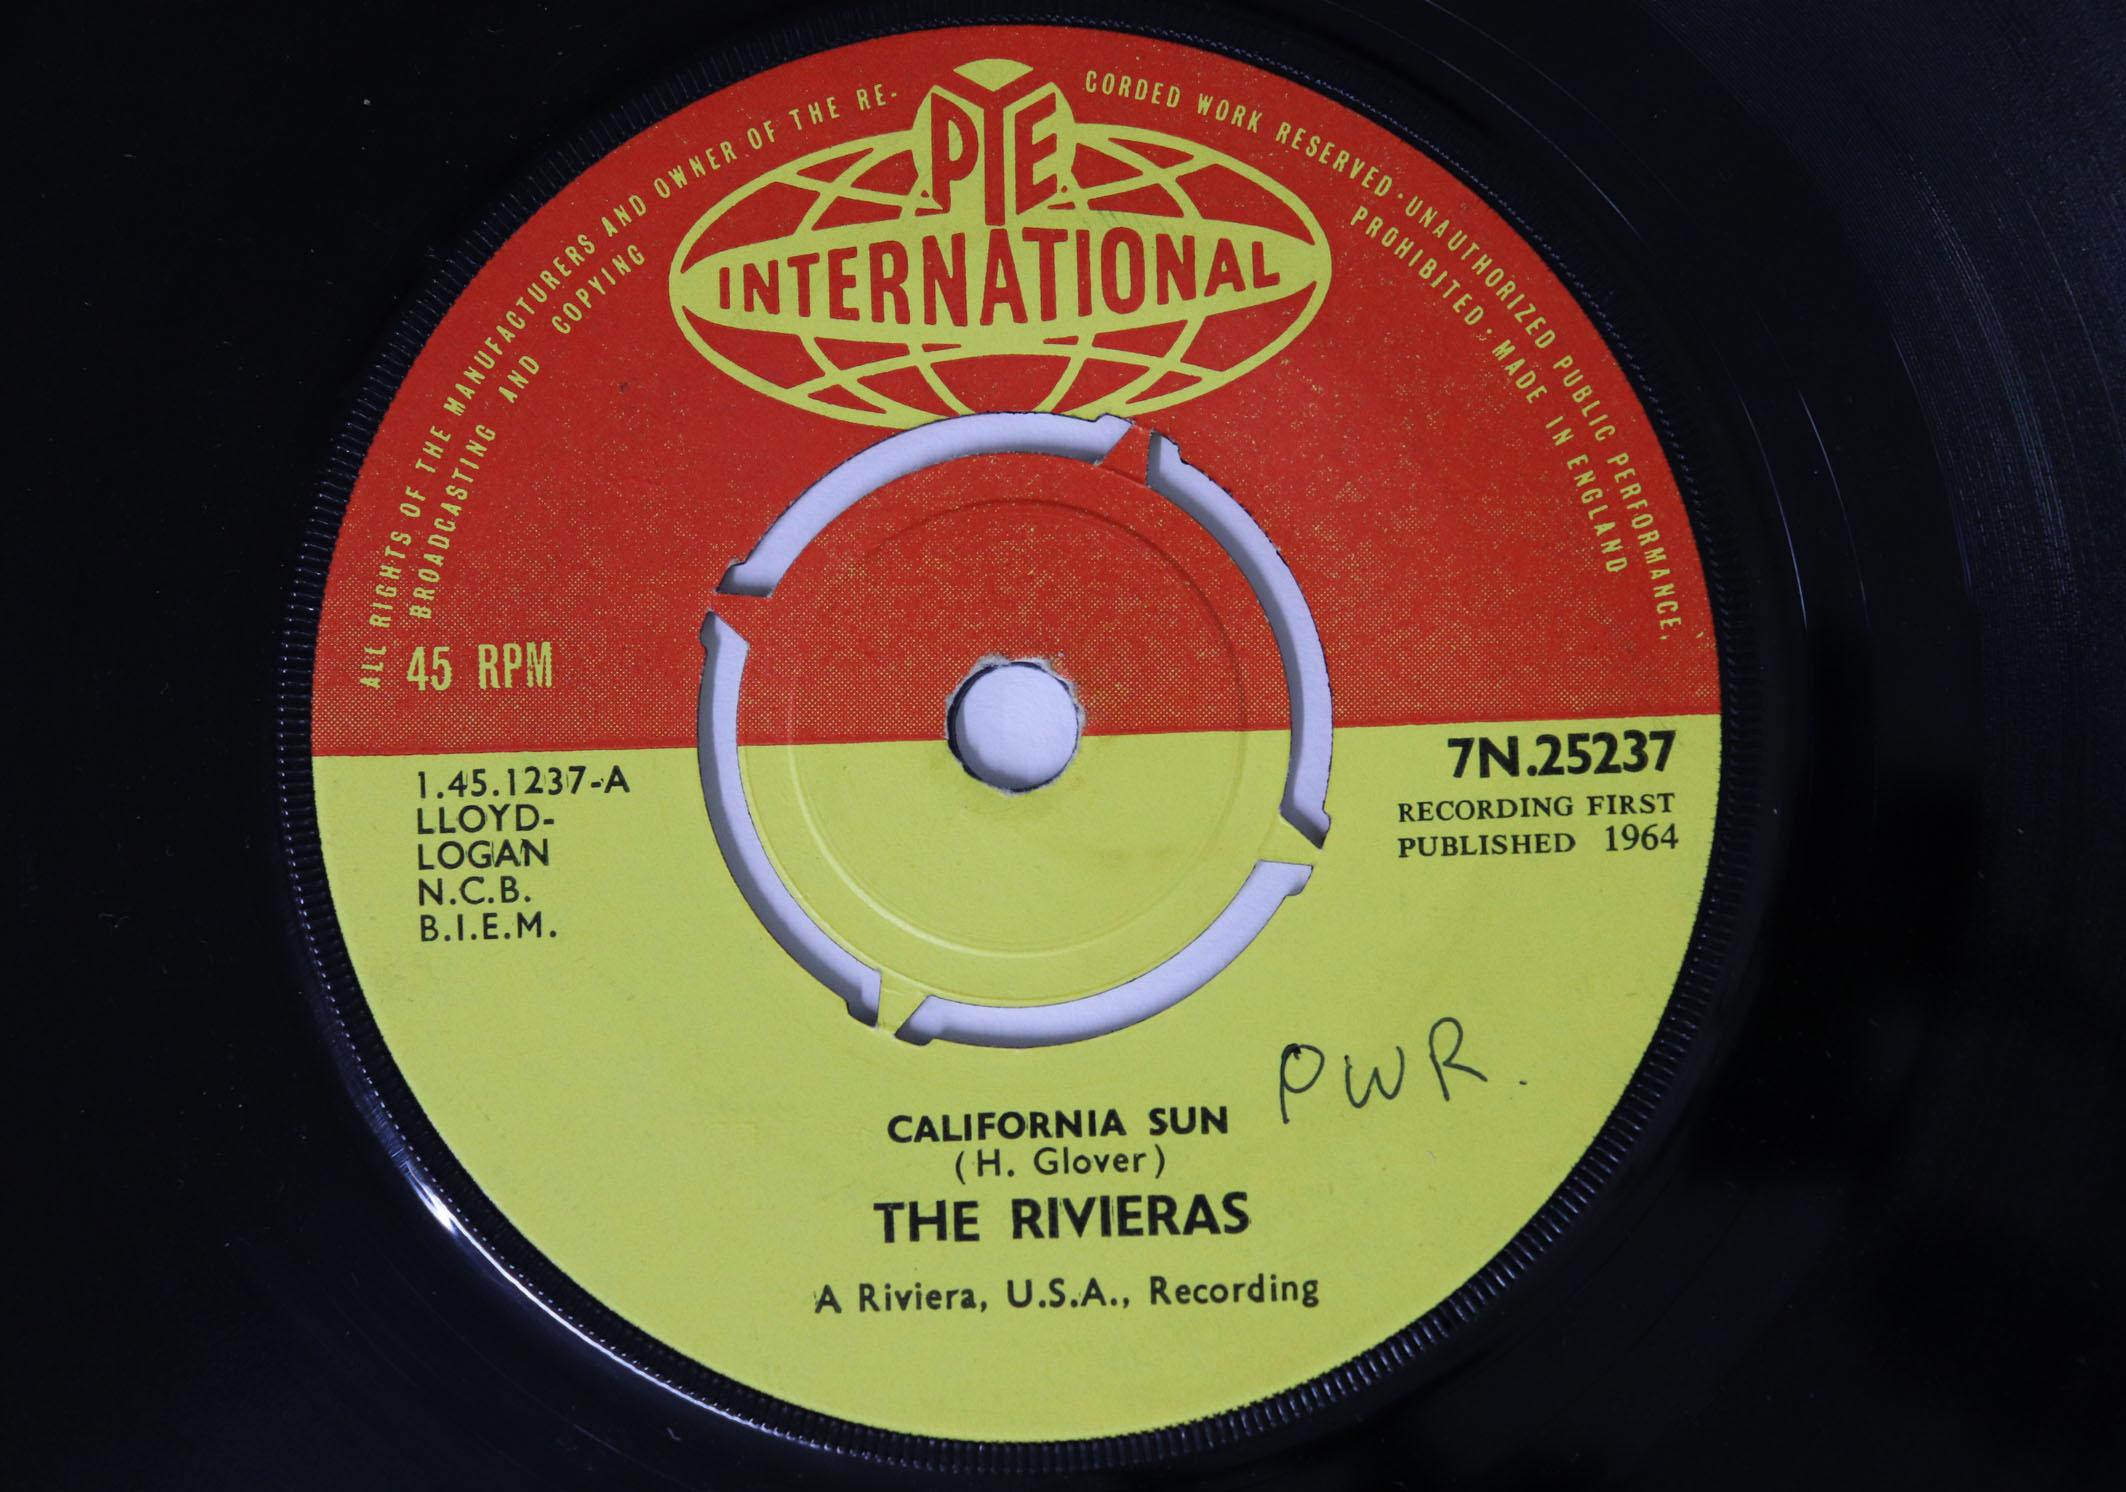 ALL RIGHTS OF THE MANUFACTURERS AND OWNER OF THE RE-CORDED WORK RESERVED·UNAUTHORIZED PUBLIC PERFORMANCE,
BROADCASTING AND COPYING PROHIBITED; MADE IN ENGLAND
PYE
INTERNATIONAL
45 RPM
7N.25237
RECORDING FIRST
PUBLISHED 1964
1.45.1237-A
LLOYD-
LOGAN
N.C.B.
B.I.E.M.
PWR.
CALIFORNIA SUN
(H. Glover)
THE RIVIERAS
A Riviera, U.S.A., Recording